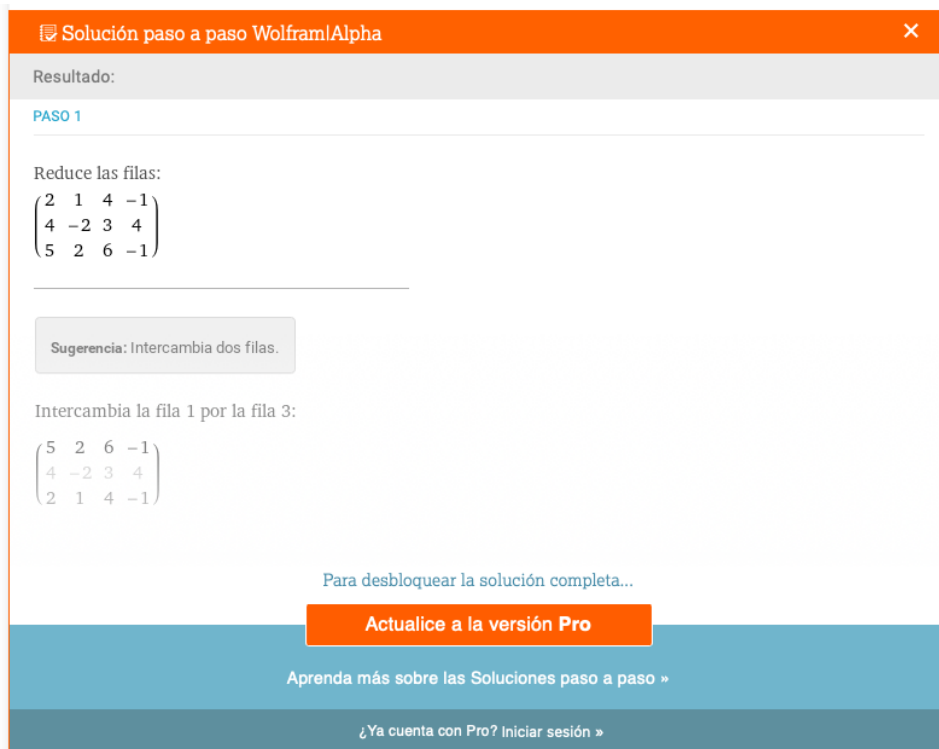 Solución paso a paso Wolfram|Alpha
Resultado:
PASO 1
Reduce las filas:
2 1 4 −1
4 −2 3 4
5 2 6 −1
Sugerencia: Intercambia dos filas.
Intercambia la fila 1 por la fila 3:
5 2 6 −1
4 −2 3 4
2 1 4 −1
Para desbloquear la solución completa...
Actualice a la versión Pro
Aprenda más sobre las Soluciones paso a paso »
¿Ya cuenta con Pro? Iniciar sesión »